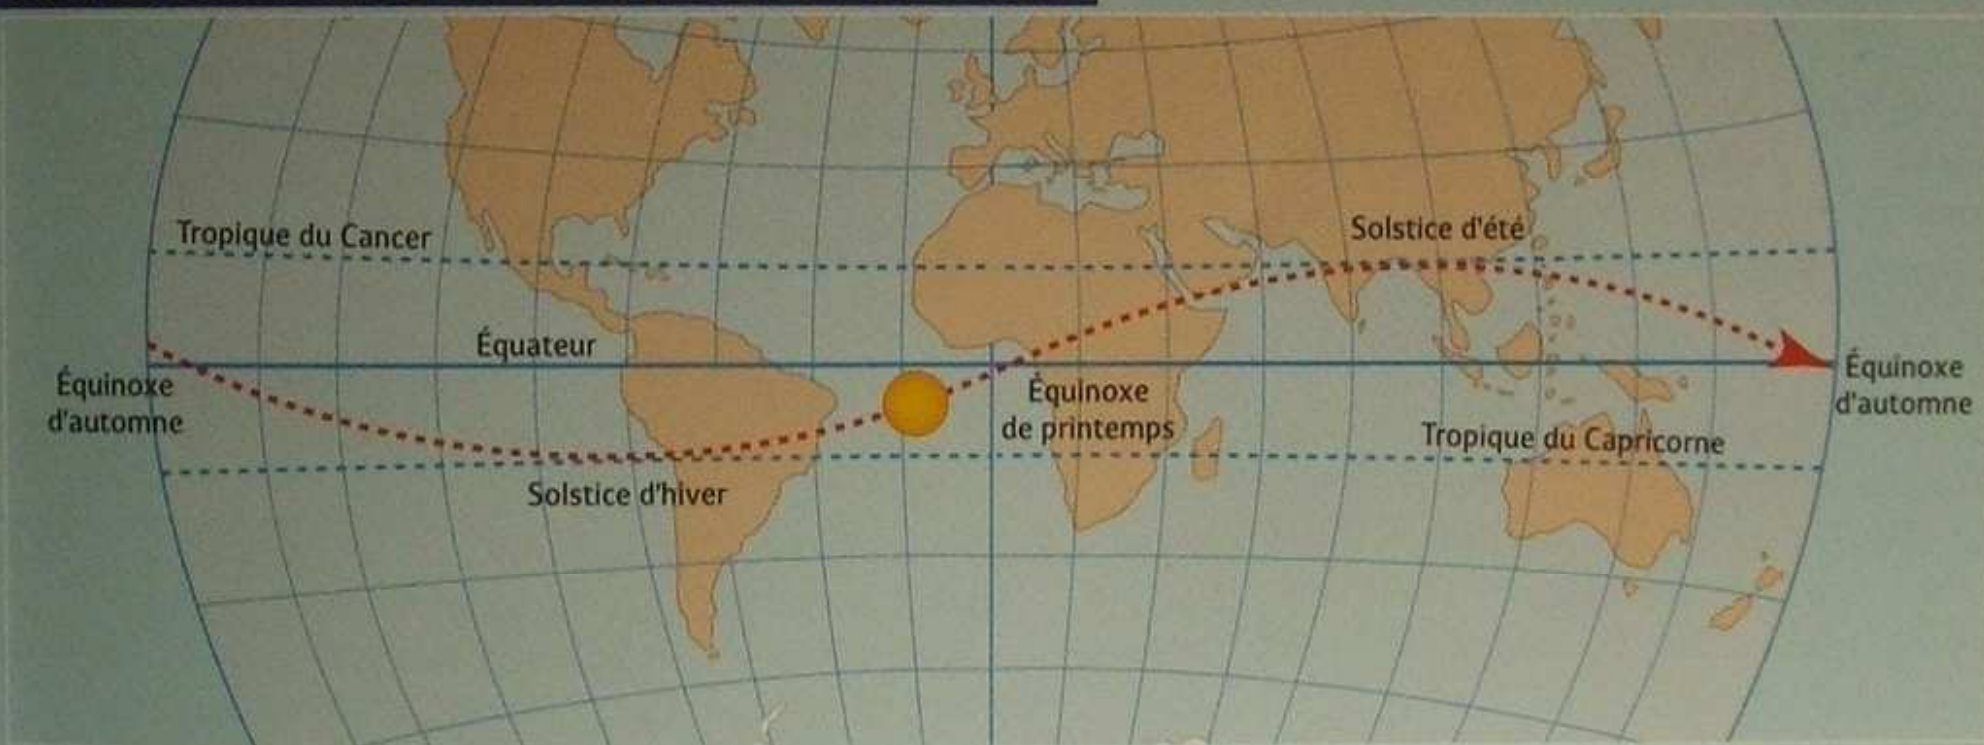 Tropique du Cancer
Solstice d'été
Équateur
Équinoxe
d'automne
Équinoxe
de printemps
Équinoxe
d'automne
Tropique du Capricorne
Solstice d'hiver